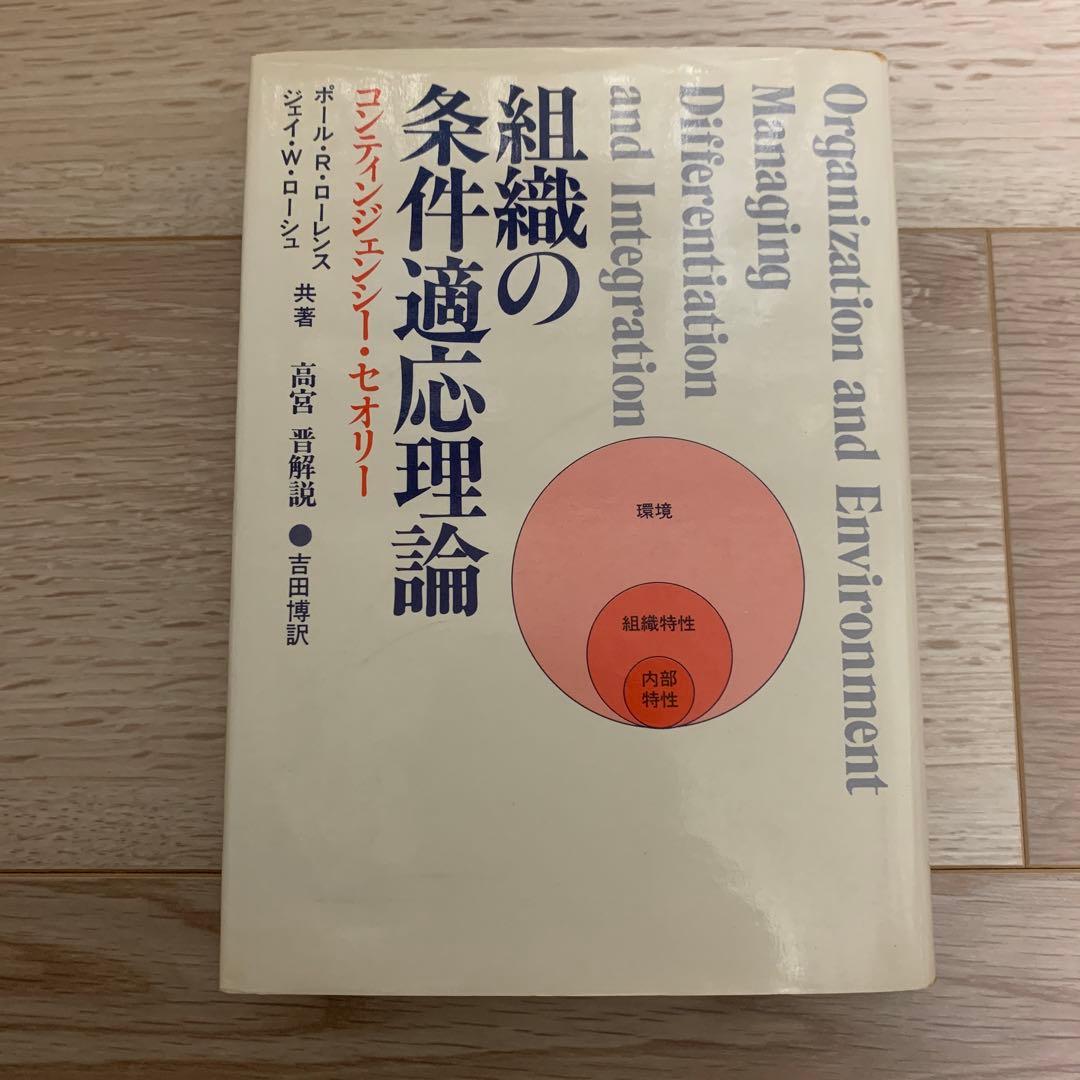 Organization and Environment
Managing
Differentiation
and Integration
組織の
条件適応理論
コンティンジェンシー・セオリー
ポール・R・ローレンス
ジェイ・W・ローシュ
共著
高宮 晋解説●吉田博訳
環境
組織特性
内部
特性